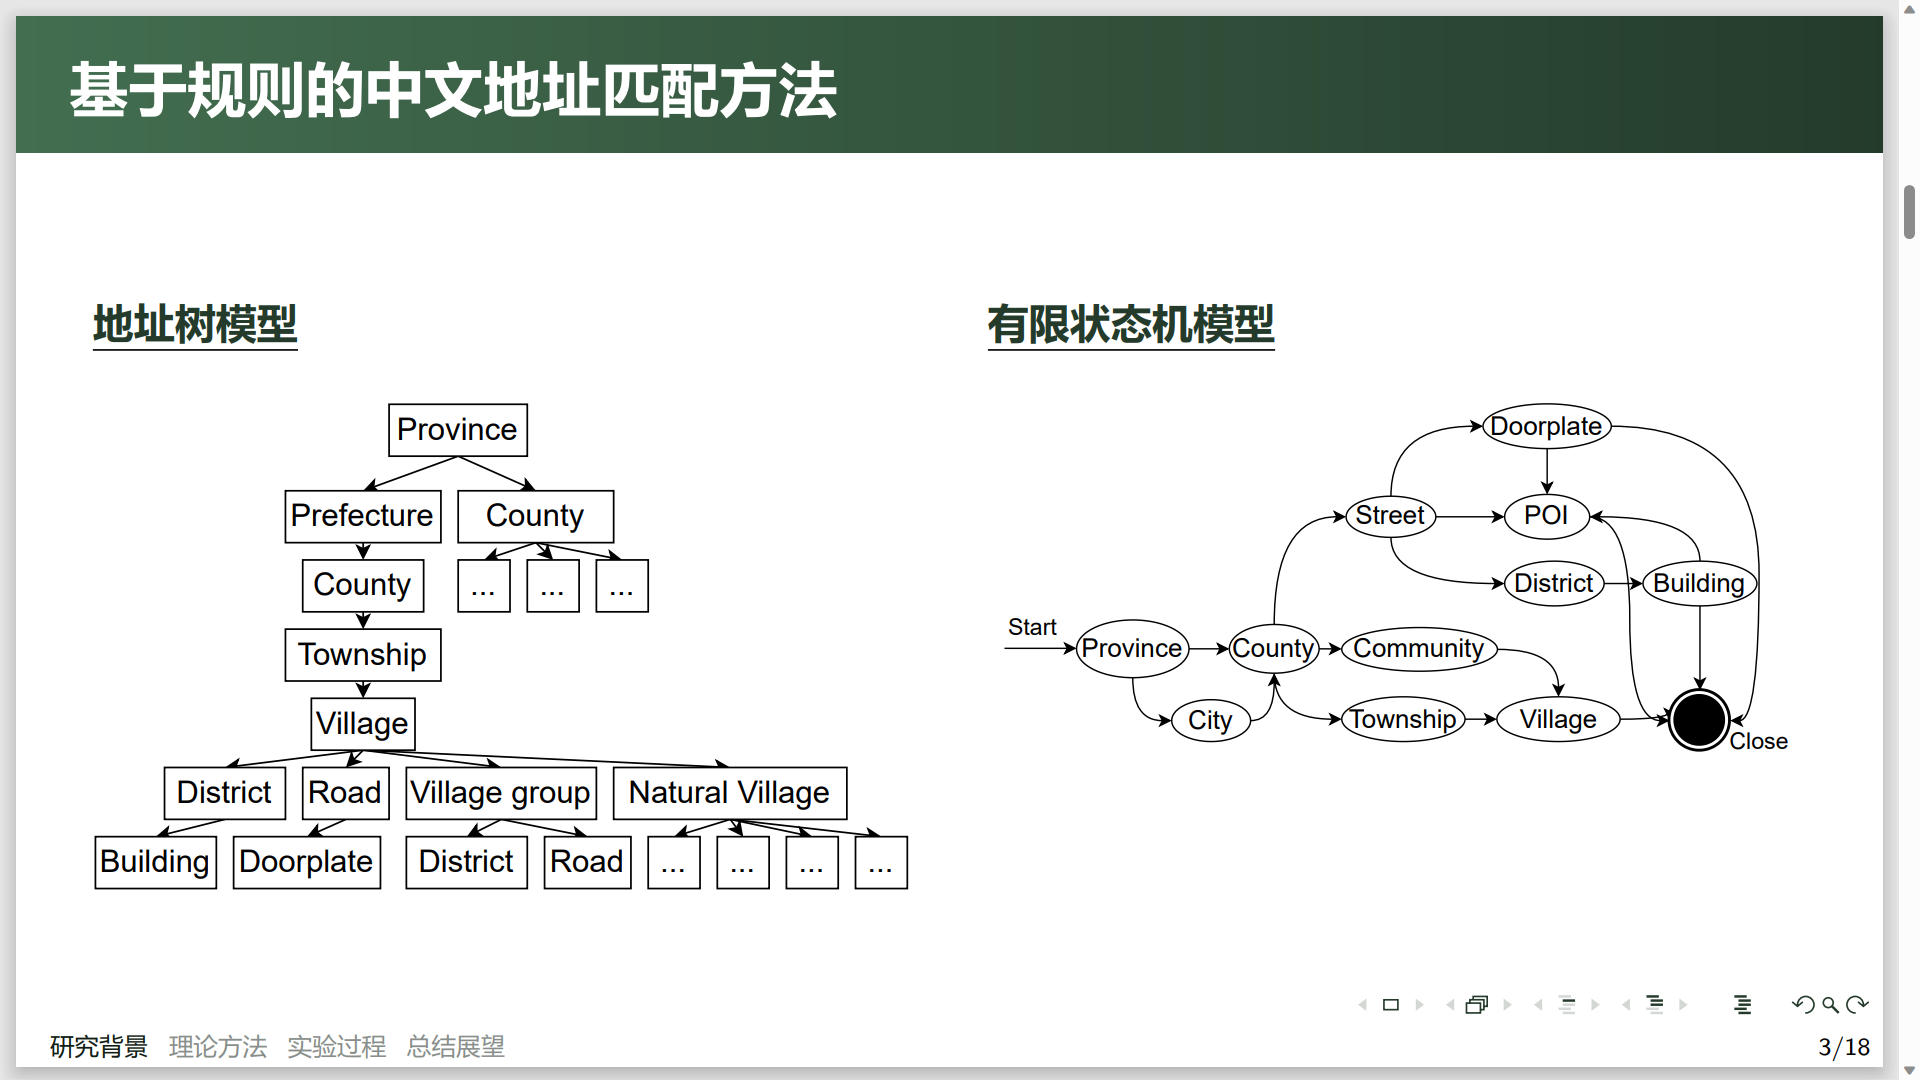 基于规则的中文地址匹配方法
地址树模型
Province
Prefecture County
County ... ... ...
Township
Village
District Road Village group Natural Village
Building Doorplate District Road ... ... ... ...
有限状态机模型
Doorplate
Street POI
District Building
Start
Province County Community
City Township Village
Close
研究背景 理论方法 实验过程 总结展望
3/18